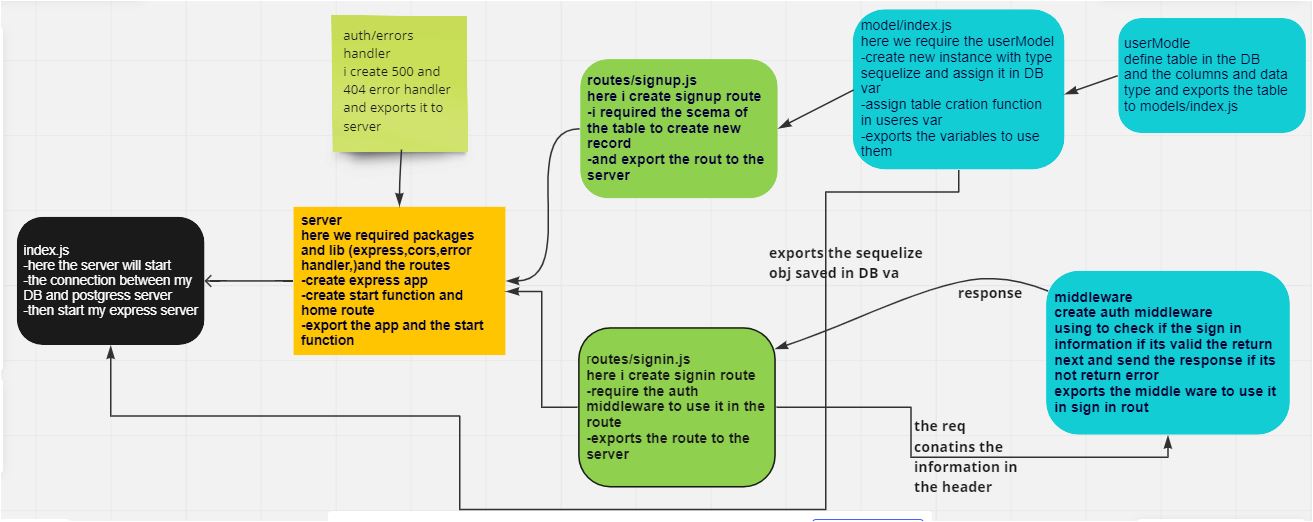 auth/errors
handler
i create 500 and
404 error handler
and exports it to
server
routes/signup.js
here i create signup route
-i required the scema of
the table to create new
record
-and export the rout to the
server
model/index.js
here we require the userModel
-create new instance with type
sequelize and assign it in DB
var
-assign table cration function
in useres var
-exports the variables to use
them
userModle
define table in the DB
and the columns and data
type and exports the table
to models/index.js
index.js
-here the server will start
-the connection between my
DB and postgress server
-then start my express server
server
here we required packages
and lib (express,cors,error
handler,)and the routes
-create express app
-create start function and
home route
-export the app and the start
function
exports the sequelize
obj saved in DB va
response
middleware
create auth middleware
using to check if the sign in
information if its valid the return
next and send the response if its
not return error
exports the middle ware to use it
in sign in rout
routes/signin.js
here i create signin route
-require the auth
middleware to use it in the
route
-exports the route to the
server
the req
conatins the
information in
the header